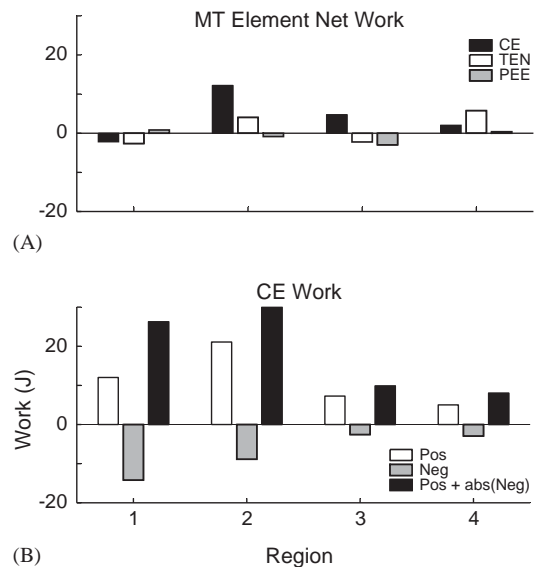 MT Element Net Work
20
0
-20
CE
TEN
PEE
(A)
CE Work
Work (J)
20
0
-20
Pos
Neg
Pos + abs(Neg)
1 2 3 4
(B)
Region